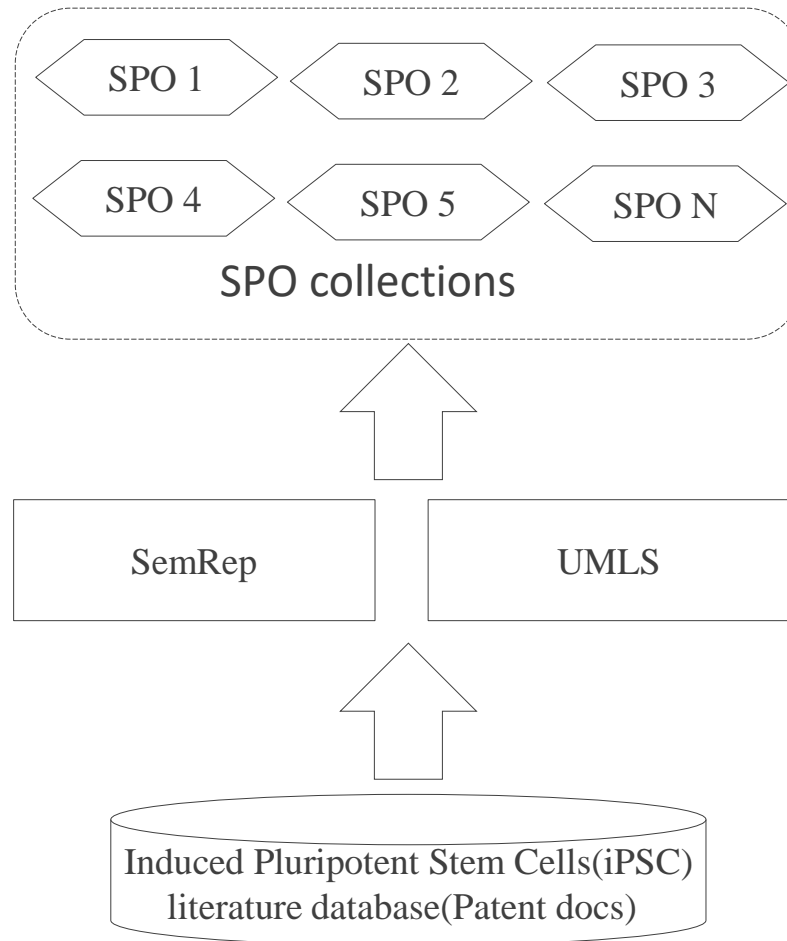 SPO 1
SPO 2
SPO 3
SPO 4
SPO 5
SPO N
SPO collections
SemRep
UMLS
Induced Pluripotent Stem Cells(iPSC)
literature database(Patent docs)